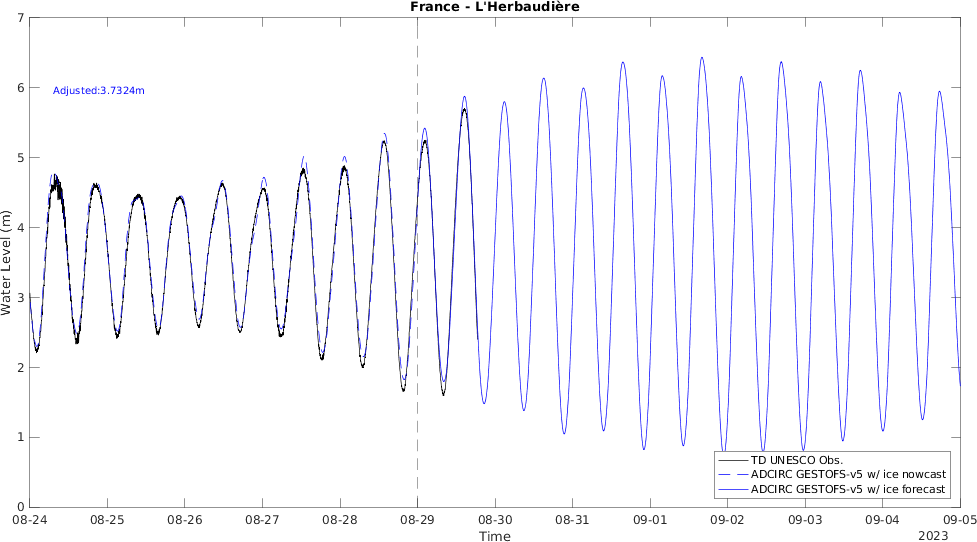 France - L'Herbaudière
7
6
5
4
3
2
1
0
Water Level (m)
Adjusted:3.7324m
TD UNESCO Obs.
ADCIRC GESTOFS-v5 w/ ice nowcast
ADCIRC GESTOFS-v5 w/ ice forecast
08-24 08-25 08-26 08-27 08-28 08-29 08-30 08-31 09-01 09-02 09-03 09-04 09-05
Time
2023